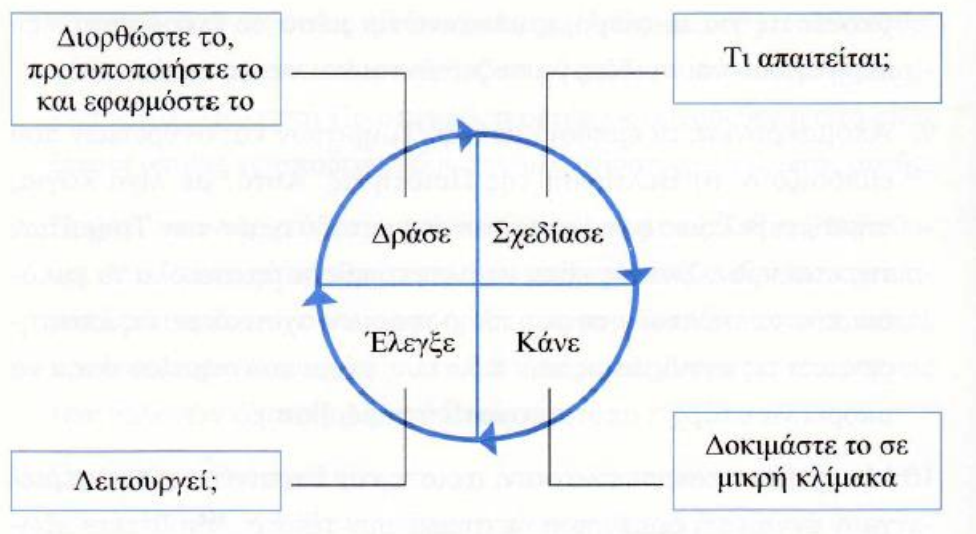 Διορθώστε το,
προτυποποιήστε το
και εφαρμόστε το
Τι απαιτείται;
Δράσε
Σχεδίασε
Έλεγξε
Κάνε
Λειτουργεί;
Δοκιμάστε το σε
μικρή κλίμακα